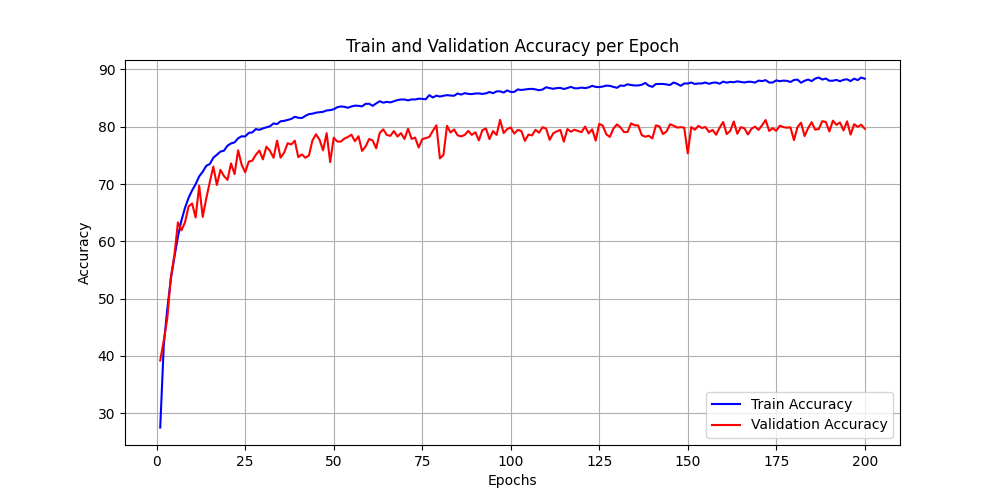 Train and Validation Accuracy per Epoch
90
80
70
60
50
40
30
Accuracy
0 25 50 75 100 125 150 175 200
Epochs
Train Accuracy
Validation Accuracy